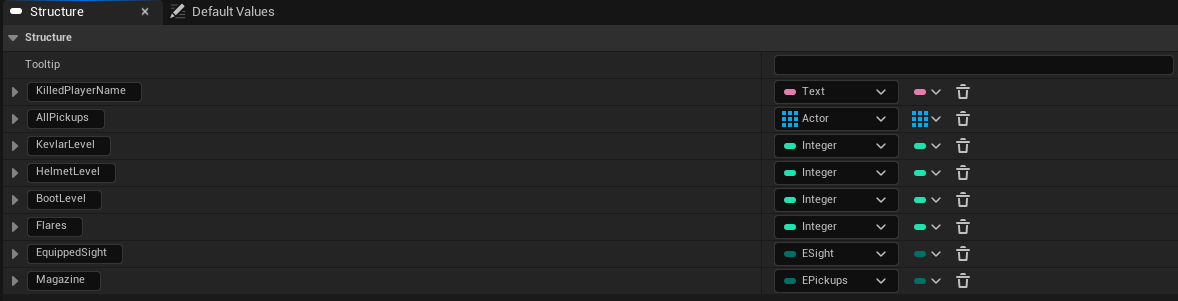 Structure × Default Values
Structure
Tooltip
KilledPlayerName Text
AllPickups Actor
KevlarLevel Integer
HelmetLevel Integer
BootLevel Integer
Flares Integer
EquippedSight ESight
Magazine EPickups